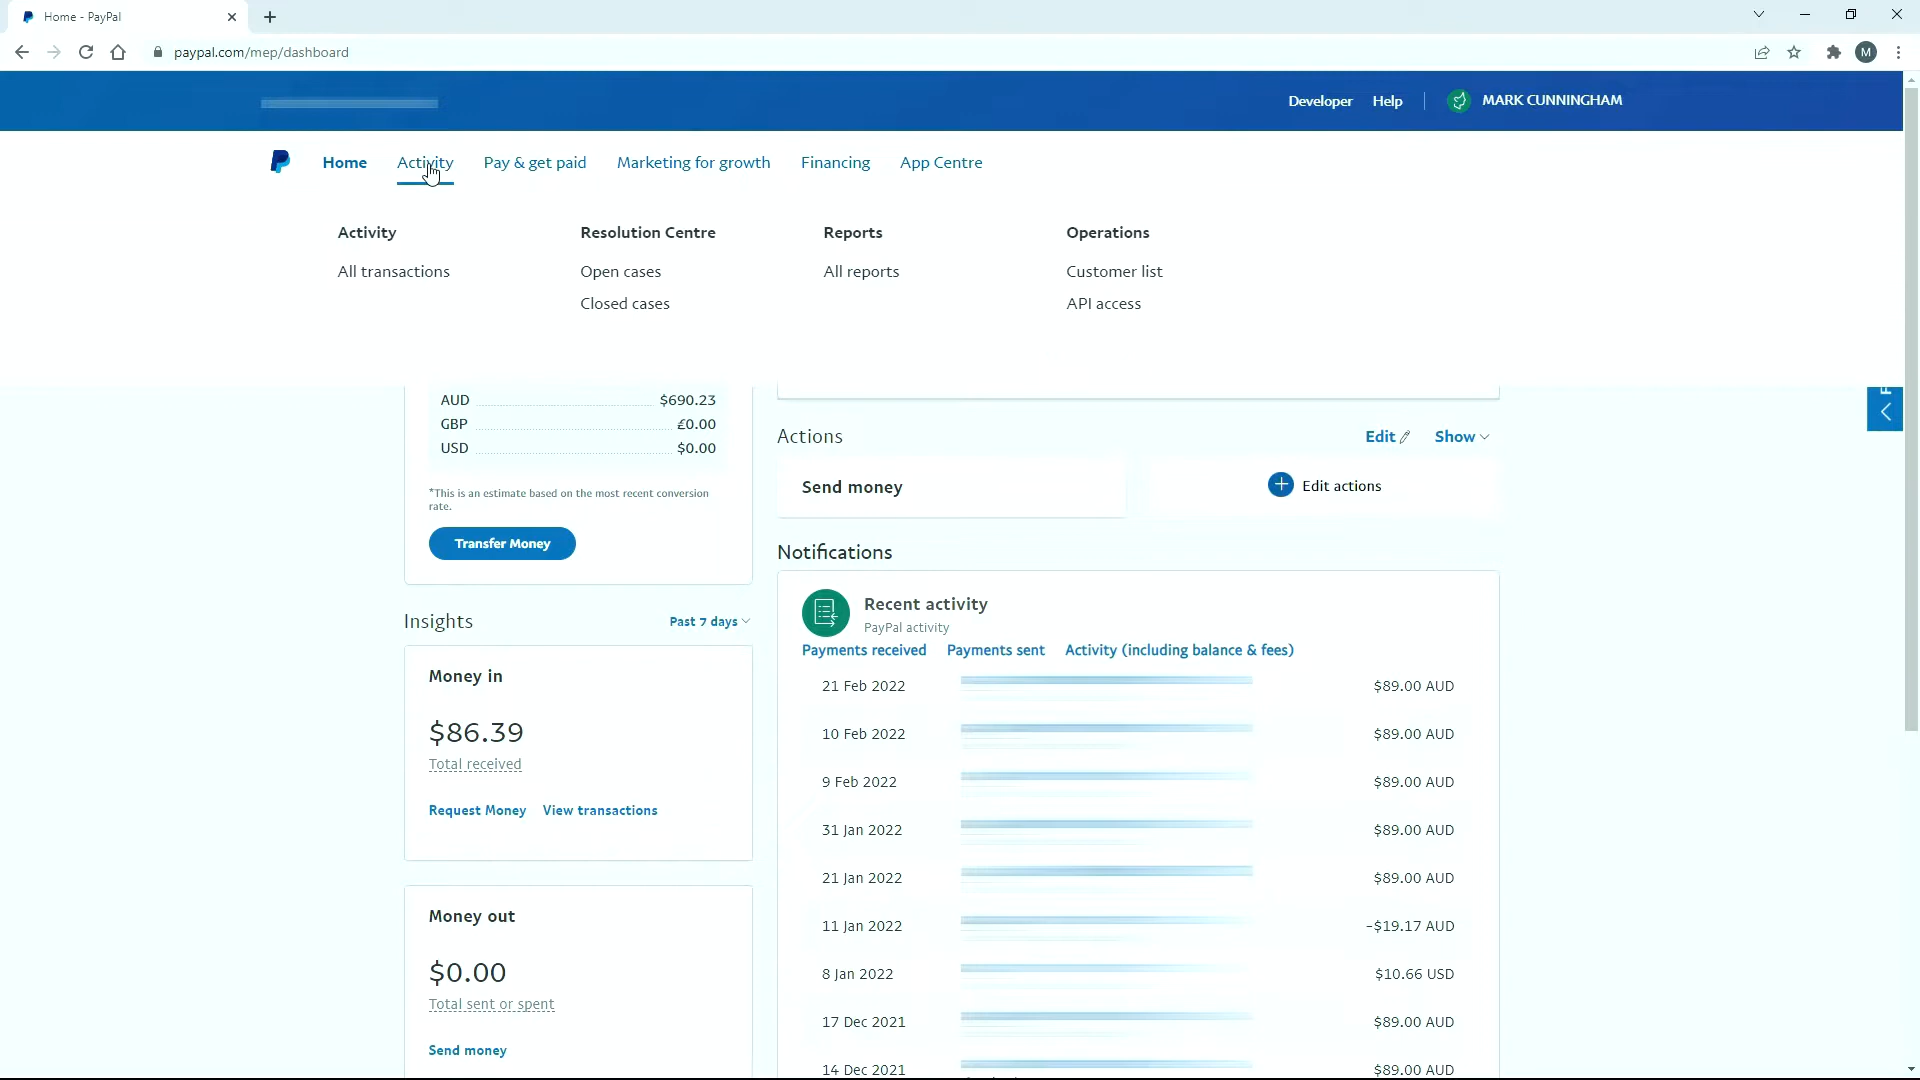 Home - PayPal
paypal.com/mep/dashboard
M
Developer Help MARK CUNNINGHAM
Home Activity Pay & get paid Marketing for growth Financing App Centre
Activity Resolution Centre Reports Operations
All transactions Open cases All reports Customer list
Closed cases API access
AUD $690.23
GBP £0.00
USD $0.00
*This is an estimate based on the most recent conversion
rate.
Transfer Money
Actions Edit Show
Send money Edit actions
Notifications
Recent activity
PayPal activity
Payments received Payments sent Activity (including balance & fees)
21 Feb 2022 $89.00 AUD
10 Feb 2022 $89.00 AUD
9 Feb 2022 $89.00 AUD
31 Jan 2022 $89.00 AUD
21 Jan 2022 $89.00 AUD
11 Jan 2022 -$19.17 AUD
8 Jan 2022 $10.66 USD
17 Dec 2021 $89.00 AUD
14 Dec 2021 $89.00 AUD
Insights Past 7 days
Money in
$86.39
Total received
Request Money View transactions
Money out
$0.00
Total sent or spent
Send money